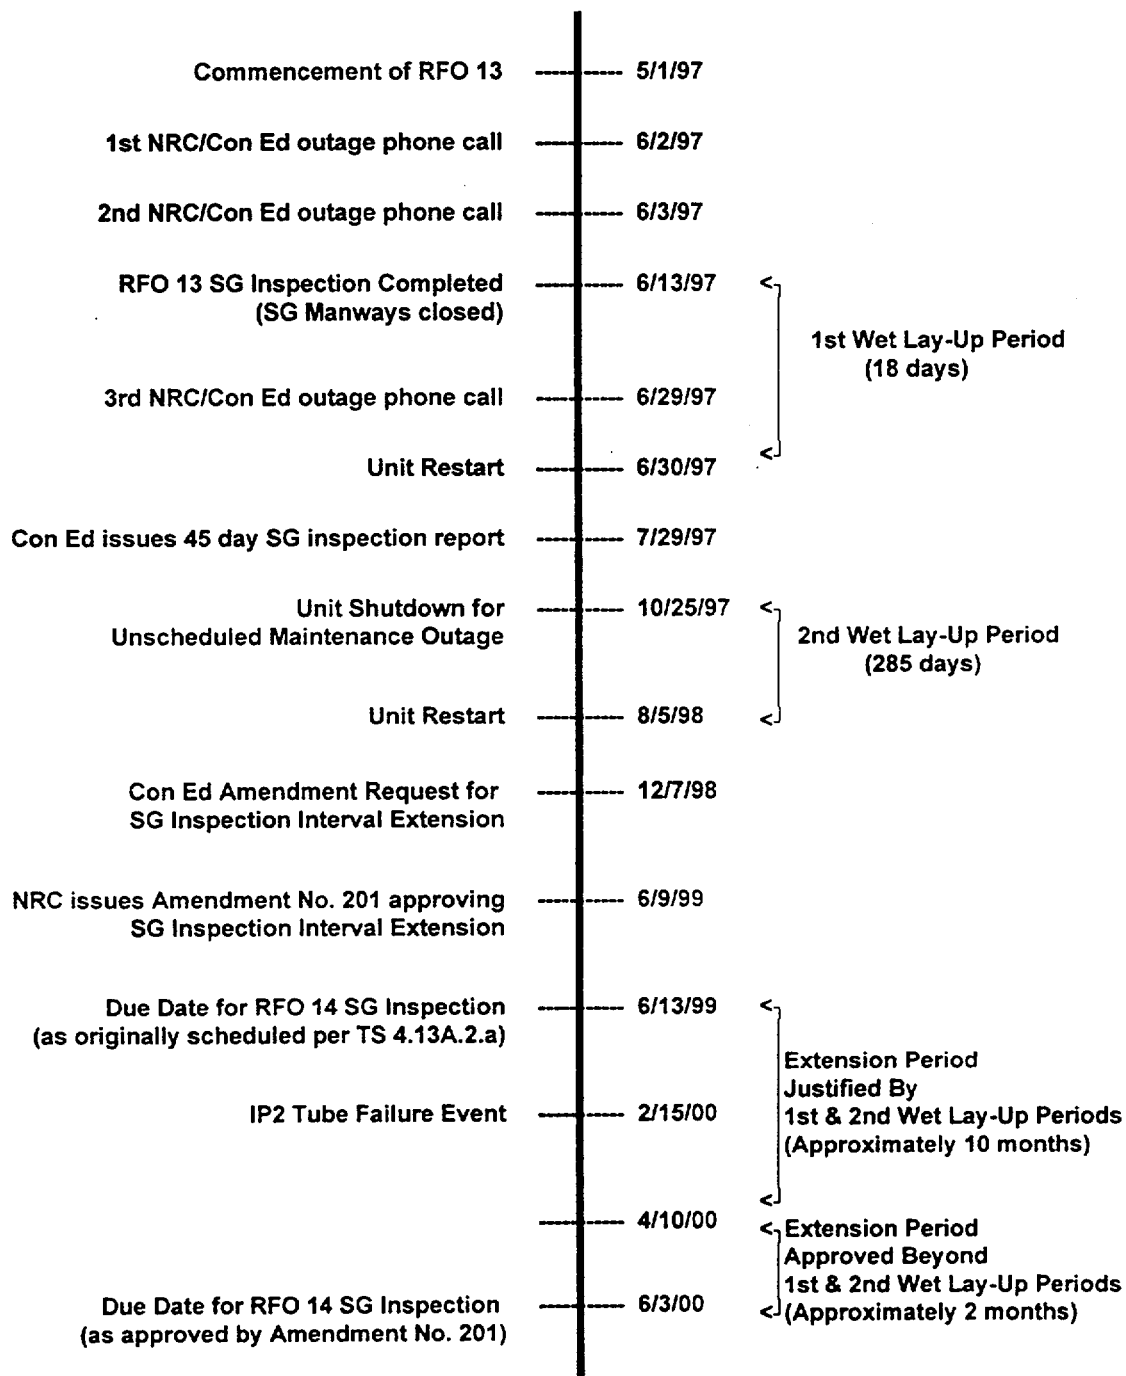 Commencement of RFO 13 5/1/97
1st NRC/Con Ed outage phone call 6/2/97
2nd NRC/Con Ed outage phone call 6/3/97
RFO 13 SG Inspection Completed 6/13/97
(SG Manways closed)
1st Wet Lay-Up Period
(18 days)
3rd NRC/Con Ed outage phone call 6/29/97
Unit Restart 6/30/97
Con Ed issues 45 day SG inspection report 7/29/97
Unit Shutdown for 10/25/97
Unscheduled Maintenance Outage
2nd Wet Lay-Up Period
(285 days)
Unit Restart 8/5/98
Con Ed Amendment Request for 12/7/98
SG Inspection Interval Extension
NRC issues Amendment No. 201 approving 6/9/99
SG Inspection Interval Extension
Due Date for RFO 14 SG Inspection 6/13/99
(as originally scheduled per TS 4.13A.2.a)
Extension Period
Justified By
1st & 2nd Wet Lay-Up Periods
(Approximately 10 months)
IP2 Tube Failure Event 2/15/00
4/10/00
Extension Period
Approved Beyond
1st & 2nd Wet Lay-Up Periods
(Approximately 2 months)
Due Date for RFO 14 SG Inspection 6/3/00
(as approved by Amendment No. 201)